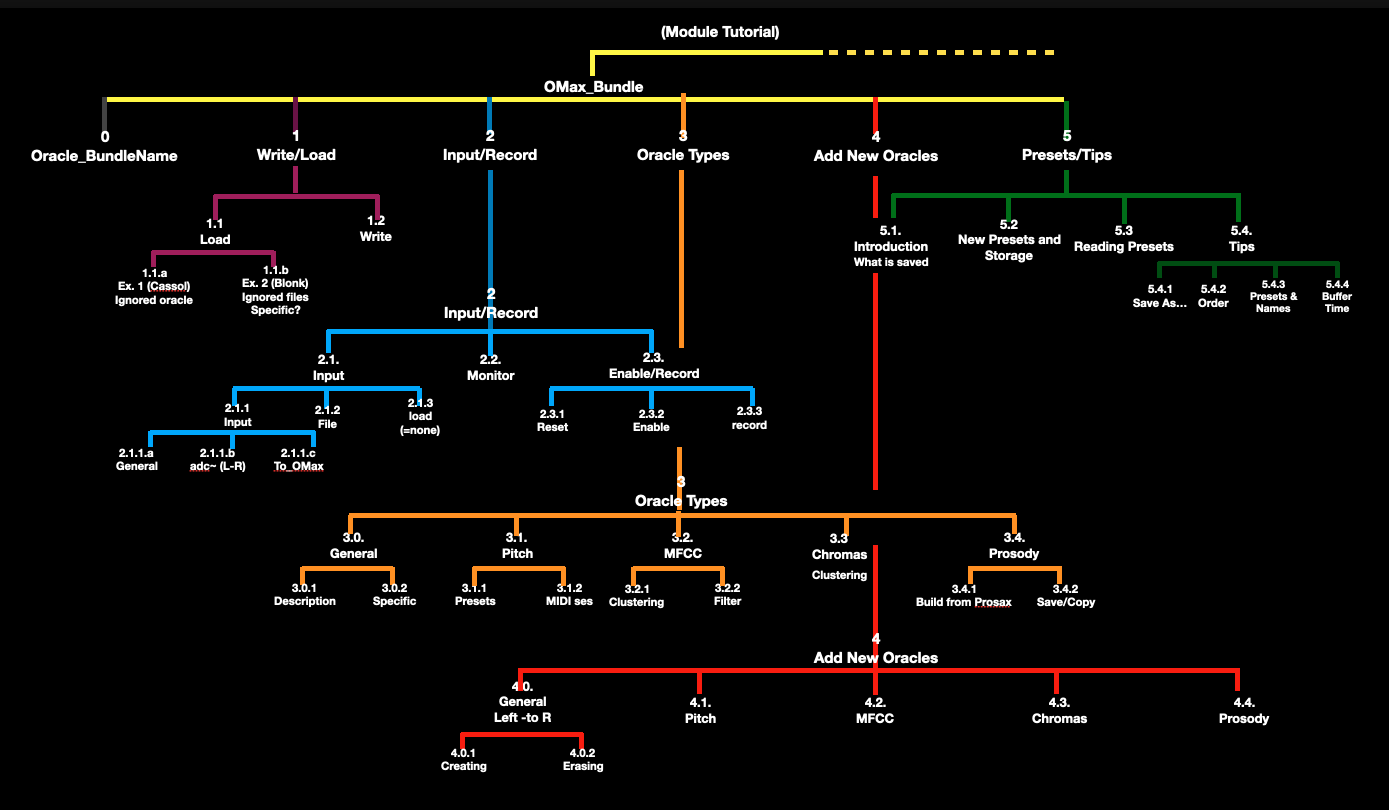 (Module Tutorial)
OMax_Bundle
0
Oracle_BundleName
1
Write/Load
2
Input/Record
3
Oracle Types
4
Add New Oracles
5
Presets/Tips
1.1
Load
1.2
Write
1.1.a
Ex. 1 (Cassol)
Ignored oracle
1.1.b
Ex. 2 (Blonk)
Ignored files
Specific?
5.1.
Introduction
What is saved
5.2
New Presets and
Storage
5.3
Reading Presets
5.4.
Tips
5.4.1
Save As...
5.4.2
Order
5.4.3
Presets &
Names
5.4.4
Buffer
Time
2
Input/Record
2.1.
Input
2.2.
Monitor
2.3.
Enable/Record
2.1.1
Input
2.1.2
File
2.1.3
load
(=none)
2.3.1
Reset
2.3.2
Enable
2.3.3
record
2.1.1.a
General
2.1.1.b
adc~ (L-R)
2.1.1.c
To_OMax
3
Oracle Types
3.0.
General
3.1.
Pitch
3.2.
MFCC
3.3
Chromas
Clustering
3.4.
Prosody
3.0.1
Description
3.0.2
Specific
3.1.1
Presets
3.1.2
MIDI ses
3.2.1
Clustering
3.2.2
Filter
3.4.1
Build from Prosax
3.4.2
Save/Copy
4
Add New Oracles
4.0.
General
Left -to R
4.1.
Pitch
4.2.
MFCC
4.3.
Chromas
4.4.
Prosody
4.0.1
Creating
4.0.2
Erasing